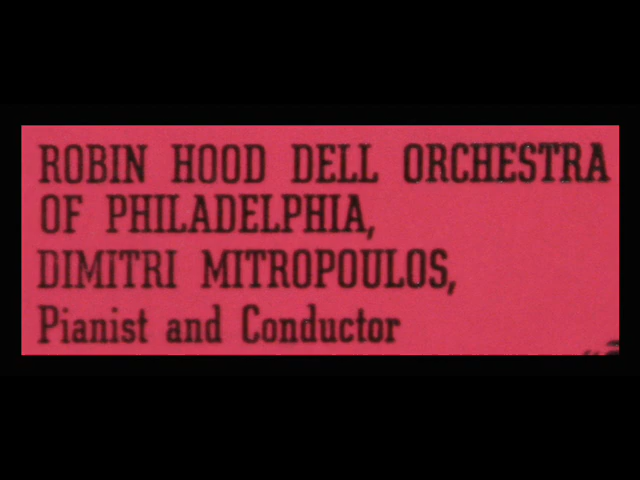 ROBIN HOOD DELL ORCHESTRA
OF PHILADELPHIA,
DIMITRI MITROPOULOS,
Pianist and Conductor